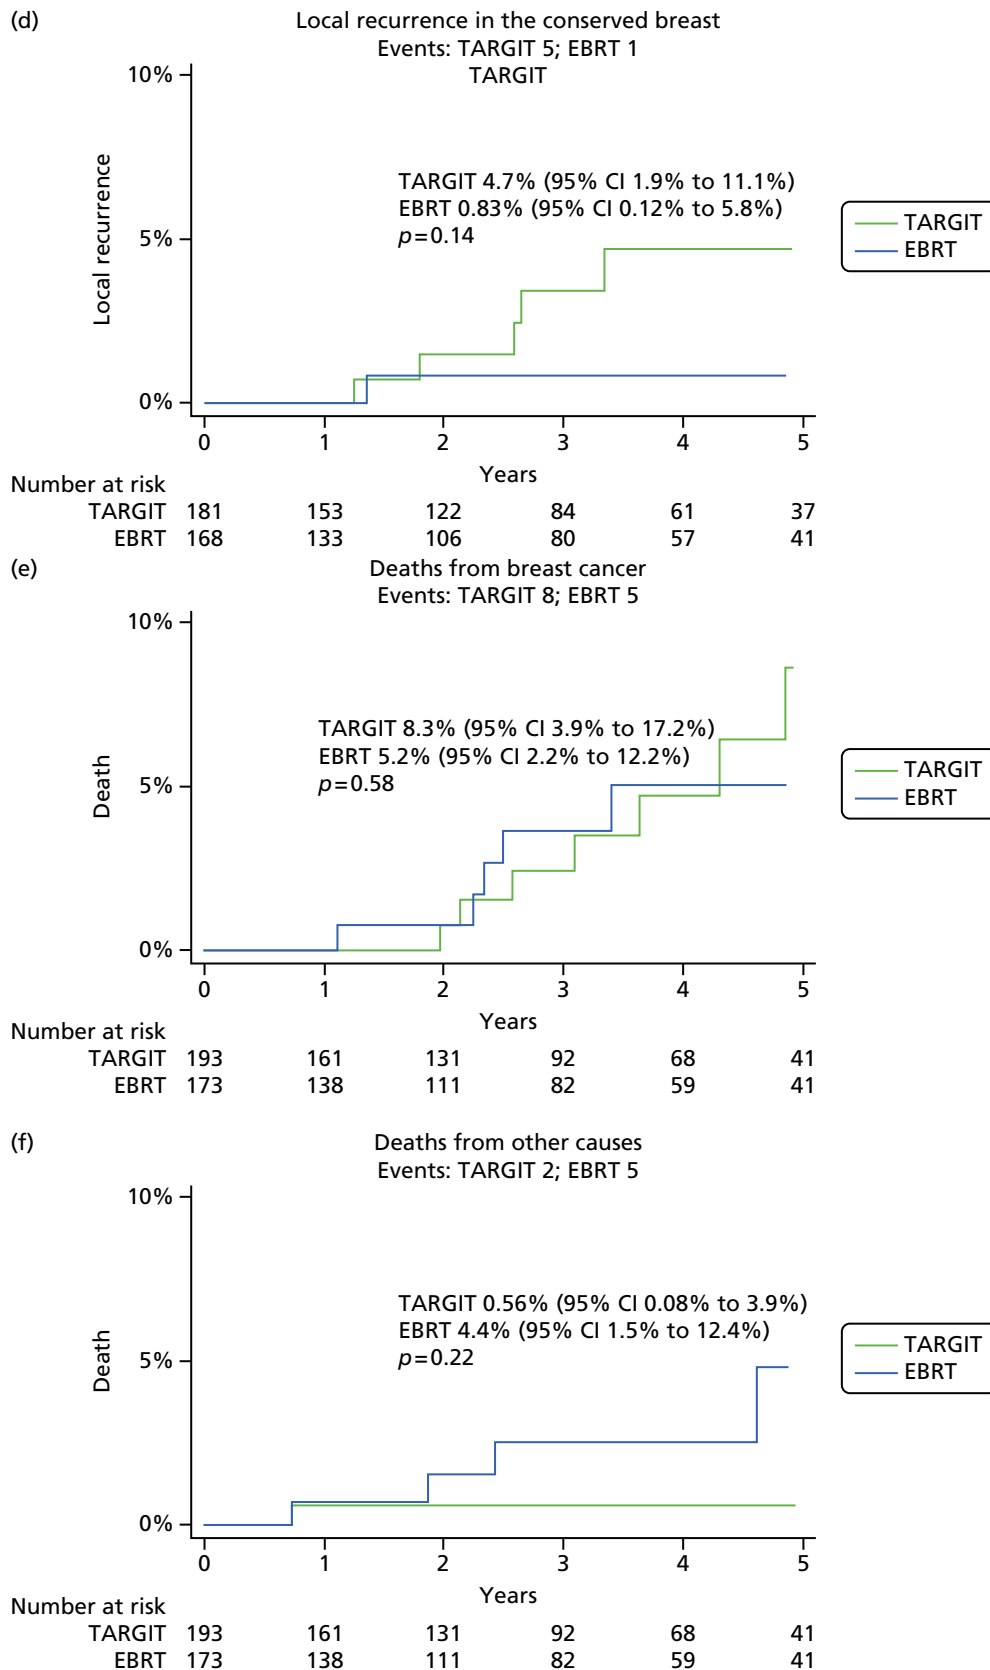 (d)
Local recurrence in the conserved breast
Events: TARGIT 5; EBRT 1
TARGIT
10%
5%
0%
Local recurrence
TARGIT 4.7% (95% CI 1.9% to 11.1%)
EBRT 0.83% (95% CI 0.12% to 5.8%)
p=0.14
TARGIT
EBRT
0 1 2 3 4 5
Years
Number at risk
TARGIT 181 153 122 84 61 37
EBRT 168 133 106 80 57 41
(e)
Deaths from breast cancer
Events: TARGIT 8; EBRT 5
10%
5%
0%
Death
TARGIT 8.3% (95% CI 3.9% to 17.2%)
EBRT 5.2% (95% CI 2.2% to 12.2%)
p=0.58
TARGIT
EBRT
0 1 2 3 4 5
Years
Number at risk
TARGIT 193 161 131 92 68 41
EBRT 173 138 111 82 59 41
(f)
Deaths from other causes
Events: TARGIT 2; EBRT 5
10%
5%
0%
Death
TARGIT 0.56% (95% CI 0.08% to 3.9%)
EBRT 4.4% (95% CI 1.5% to 12.4%)
p=0.22
TARGIT
EBRT
0 1 2 3 4 5
Years
Number at risk
TARGIT 193 161 131 92 68 41
EBRT 173 138 111 82 59 41